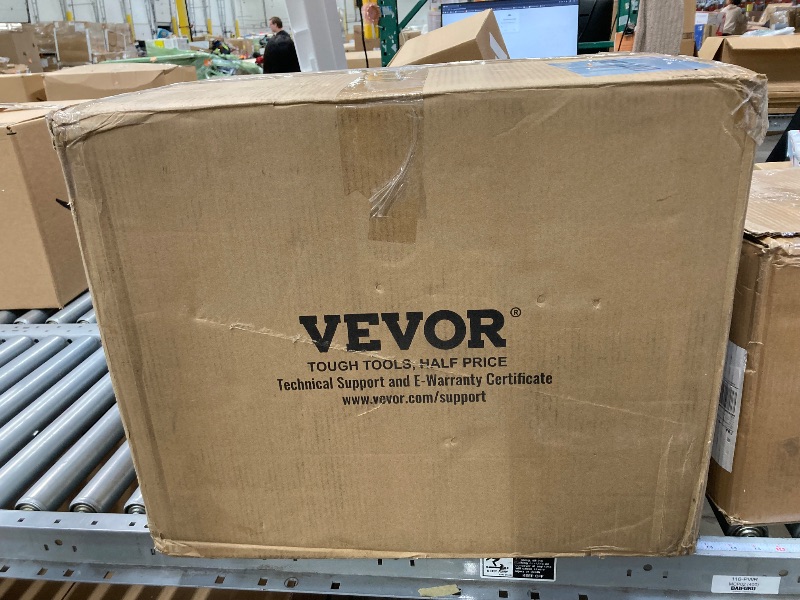 VEVOR®
TOUGH TOOLS, HALF PRICE
Technical Support and E-Warranty Certificate
www.vevor.com/support